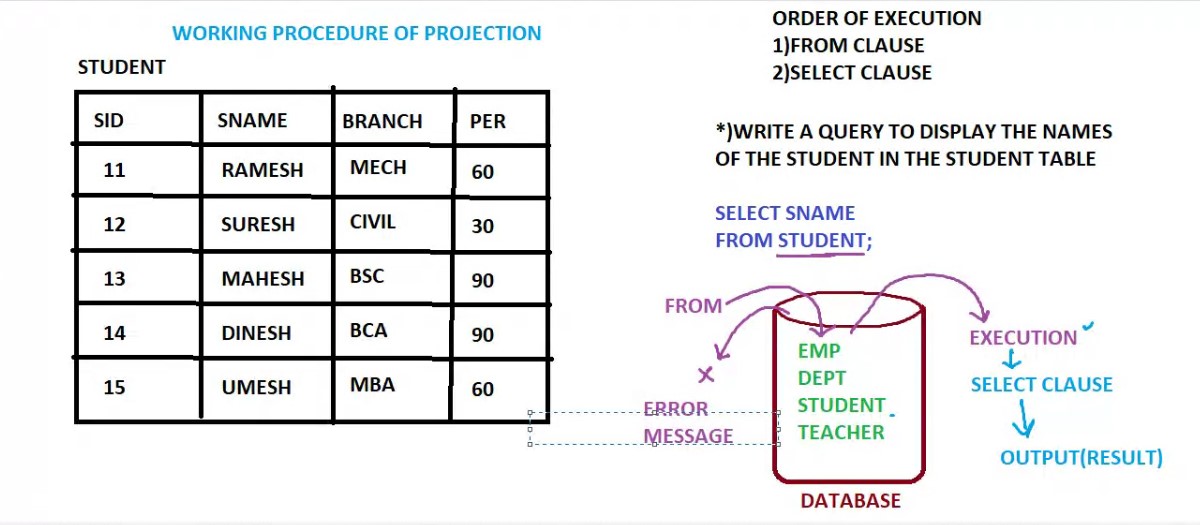 WORKING PROCEDURE OF PROJECTION
STUDENT
SID SNAME BRANCH PER
11 RAMESH MECH 60
12 SURESH CIVIL 30
13 MAHESH BSC 90
14 DINESH BCA 90
15 UMESH MBA 60
ORDER OF EXECUTION
1)FROM CLAUSE
2)SELECT CLAUSE
*)WRITE A QUERY TO DISPLAY THE NAMES
OF THE STUDENT IN THE STUDENT TABLE
SELECT SNAME
FROM STUDENT;
FROM
ERROR
MESSAGE
EMP
DEPT
STUDENT
TEACHER
DATABASE
EXECUTION
SELECT CLAUSE
OUTPUT(RESULT)